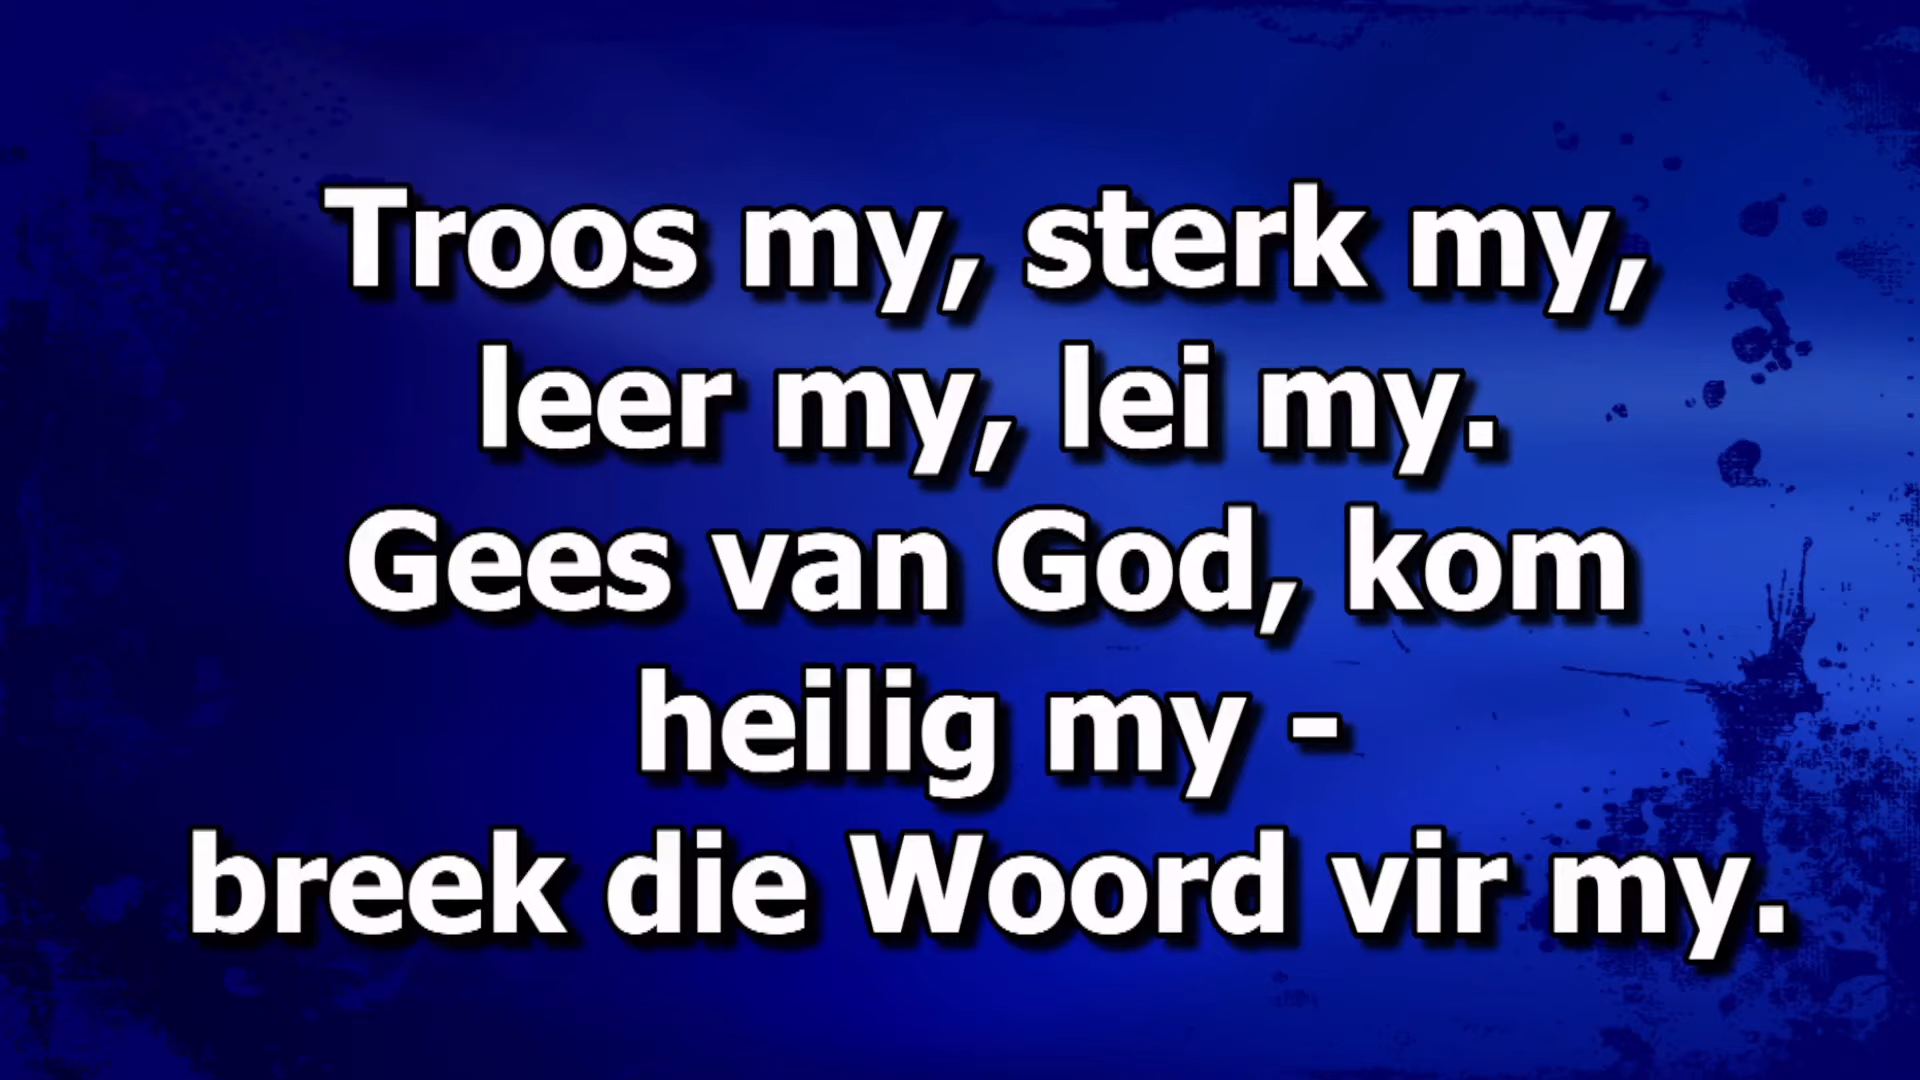 Troos my, sterk my,
leer my, lei my.
Gees van God, kom
heilig my -
breek die Woord vir my.